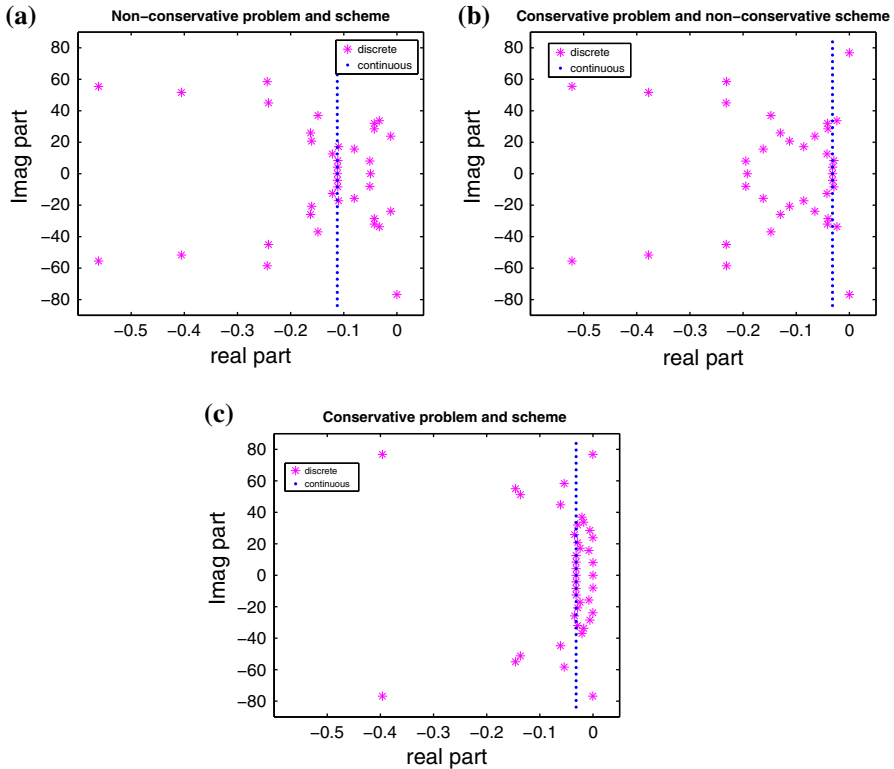 (a)
Non-conservative problem and scheme
discrete
continuous
80
60
40
20
0
−20
−40
−60
−80
Imag part
−0.5 −0.4 −0.3 −0.2 −0.1 0
real part
(b)
Conservative problem and non-conservative scheme
discrete
continuous
80
60
40
20
0
−20
−40
−60
−80
Imag part
−0.5 −0.4 −0.3 −0.2 −0.1 0
real part
(c)
Conservative problem and scheme
discrete
continuous
80
60
40
20
0
−20
−40
−60
−80
Imag part
−0.5 −0.4 −0.3 −0.2 −0.1 0
real part